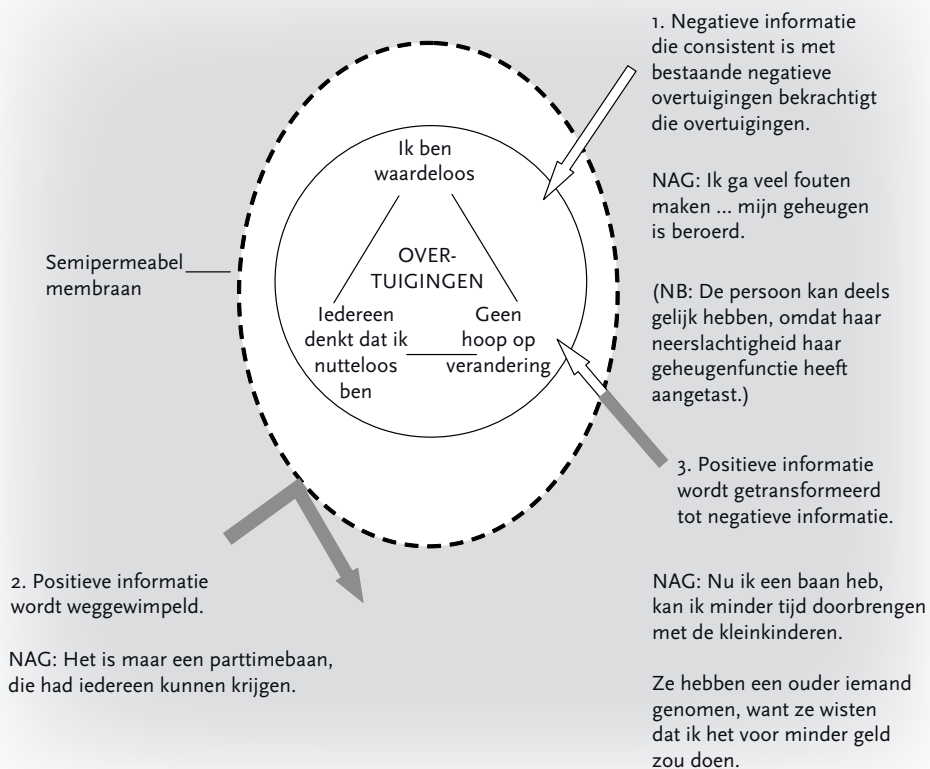 1. Negatieve informatie
die consistent is met
bestaande negatieve
overtuigingen bekrachtigt
die overtuigingen.
NAG: Ik ga veel fouten
maken ... mijn geheugen
is beroerd.
(NB: De persoon kan deels
gelijk hebben, omdat haar
neerslachtigheid haar
geheugenfunctie heeft
aangetast.)
Ik ben
waardeloos
OVER-
TUIGINGEN
Iedereen
denkt dat ik
nutteloos
ben
Geen
hoop op
verandering
Semipermeabel
membraan
2. Positieve informatie
wordt weggewimpeld.
NAG: Het is maar een parttimebaan,
die had iedereen kunnen krijgen.
3. Positieve informatie
wordt getransformeerd
tot negatieve informatie.
NAG: Nu ik een baan heb,
kan ik minder tijd doorbrengen
met de kleinkinderen.
Ze hebben een ouder iemand
genomen, want ze wisten
dat ik het voor minder geld
zou doen.